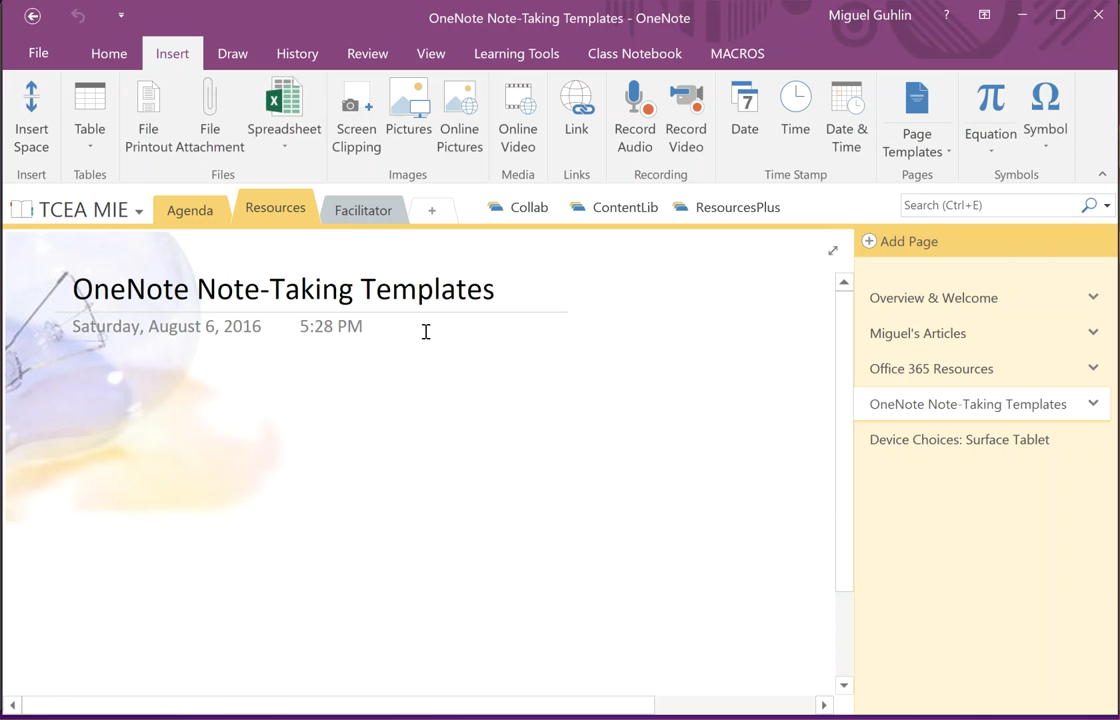 OneNote Note-Taking Templates - OneNote
Miguel Guhlin
?
File
Home
Insert
Draw
History
Review
View
Learning Tools
Class Notebook
MACROS
Insert
Space
Table
File
Printout
File
Attachment
Spreadsheet
Screen
Clipping
Pictures
Online
Pictures
Online
Video
Link
Record
Audio
Record
Video
7
Date
Time
Date &
Time
Page
Templates
π
Equation
Ω
Symbol
Insert
Tables
Files
Images
Media
Links
Recording
Time Stamp
Pages
Symbols
TCEA MIE
Agenda
Resources
Facilitator
+
Collab
ContentLib
ResourcesPlus
Search (Ctrl+E)
OneNote Note-Taking Templates
Saturday, August 6, 2016 5:28 PM
Add Page
Overview & Welcome
Miguel's Articles
Office 365 Resources
OneNote Note-Taking Templates
Device Choices: Surface Tablet